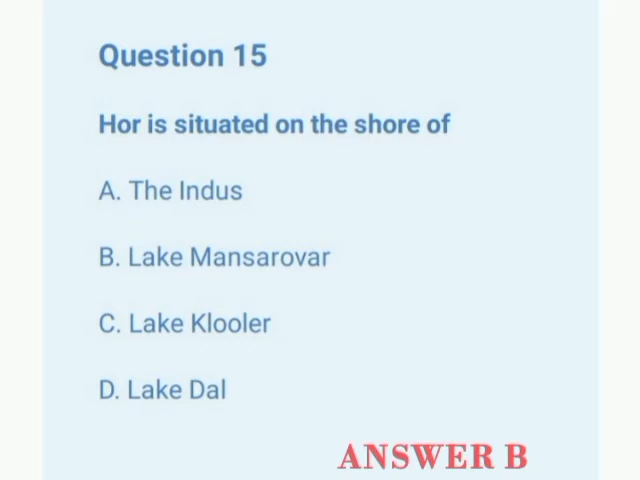 Question 15
Hor is situated on the shore of
A. The Indus
B. Lake Mansarovar
C. Lake Klooler
D. Lake Dal
ANSWER B